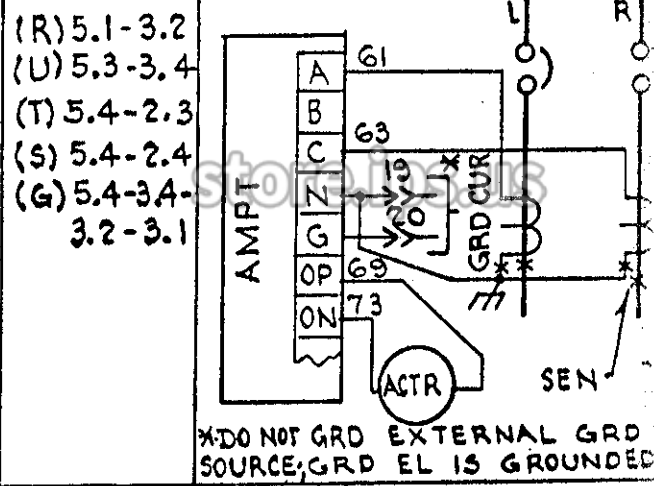 (R) 5.1-3.2
(U) 5.3-3.4
(T) 5.4-2.3
(S) 5.4-2.4
(G) 5.4-3.4-
3.2-3.1
L
R
A
B
C
N
G
OP
ON
AMPT
61
63
19
20
69
73
* GRD CUR
ACTR
SEN
store.jps.us
*DO NOT GRD EXTERNAL GRD
SOURCE; GRD EL IS GROUNDED